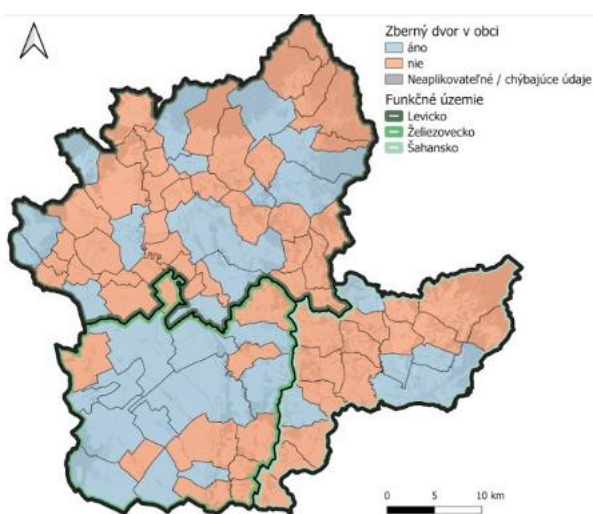 Zberný dvor v obci
áno
nie
Neaplikovateľné / chýbajúce údaje
Funkčné územie
Levicko
Želiezovecko
Šahansko
0 5 10 km